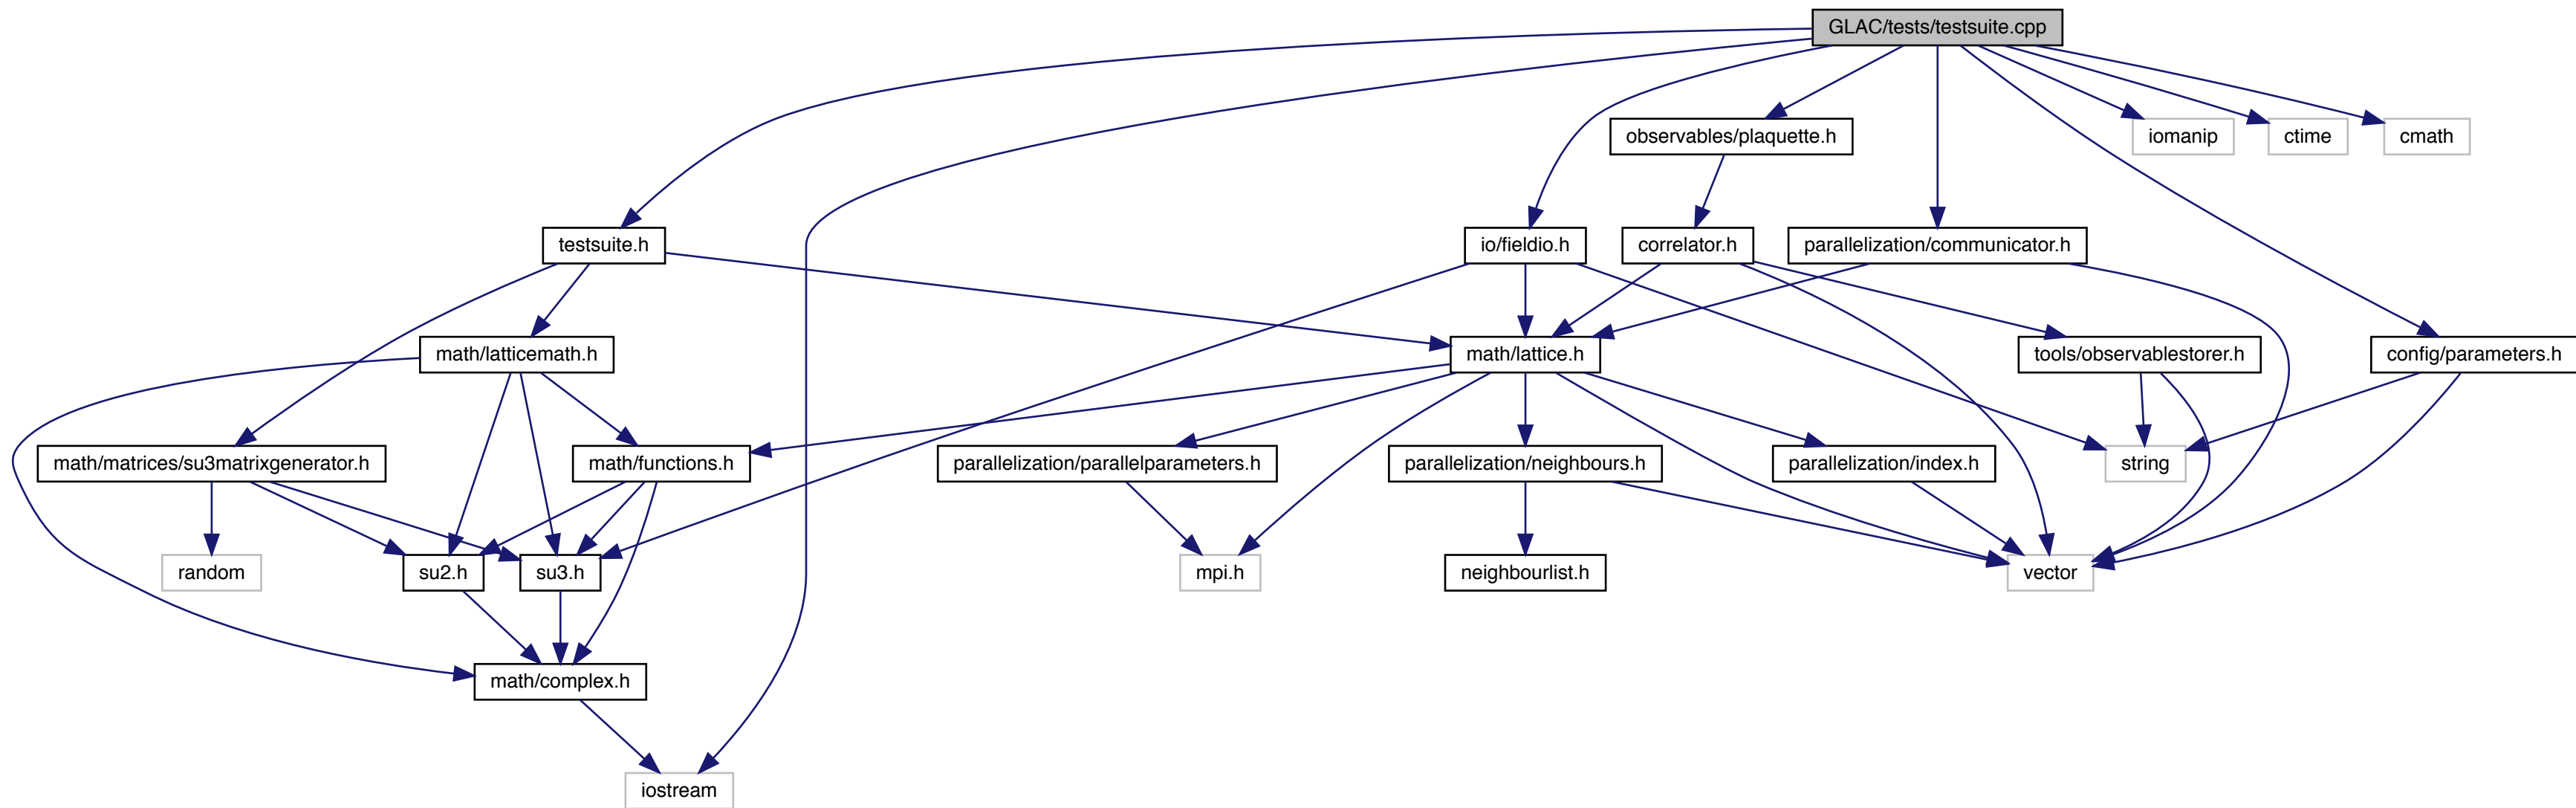 GLAC/tests/testsuite.cpp
observables/plaquette.h
iomanip
ctime
cmath
testsuite.h
io/fieldio.h
correlator.h
parallelization/communicator.h
math/latticemath.h
math/lattice.h
tools/observablestorer.h
config/parameters.h
math/matrices/su3matrixgenerator.h
math/functions.h
parallelization/parallelparameters.h
parallelization/neighbours.h
parallelization/index.h
string
random
su2.h
su3.h
mpi.h
neighbourlist.h
vector
math/complex.h
iostream